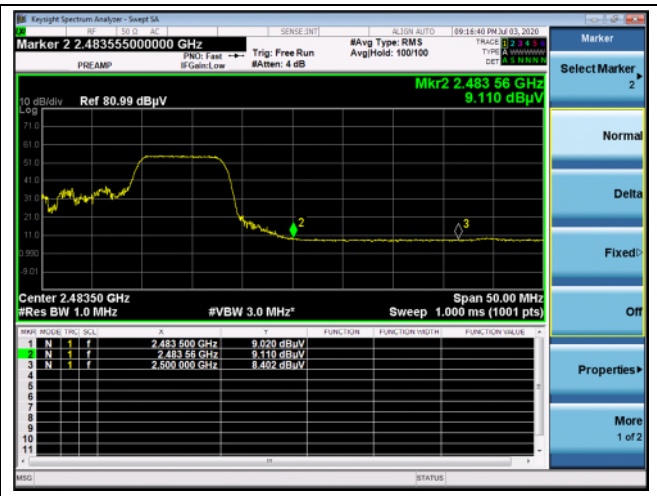 Keysight Spectrum Analyzer - Swept SA
RF 50 Ω AC SENSE:INT ALIGN AUTO 09:16:40 PM Jul 03, 2020
Marker 2 2.483555000000 GHz
PREAMP
PNO: Fast
IFGain:Low
Trig: Free Run
#Atten: 4 dB
#Avg Type: RMS
Avg|Hold: 100/100
TRACE 1 2 3 4 5 6
TYPE
DET A S N N N N
Mkr2 2.483 56 GHz
9.110 dBµV
10 dB/div Ref 80.99 dBµV
Log
71.0
61.0
51.0
41.0
31.0
21.0
11.0
0.990
-9.01
2
3
Center 2.48350 GHz Span 50.00 MHz
#Res BW 1.0 MHz #VBW 3.0 MHz* Sweep 1.000 ms (1001 pts)
MKR MODE TRC SCL X Y FUNCTION FUNCTION WIDTH FUNCTION VALUE
1 N 1 f 2.483 500 GHz 9.020 dBuV
2 N 1 f 2.483 56 GHz 9.110 dBuV
3 N 1 f 2.500 000 GHz 8.402 dBuV
4
5
6
7
8
9
10
11
MSG STATUS
Marker
Select Marker
2
Normal
Delta
Fixed
Off
Properties
More
1 of 2